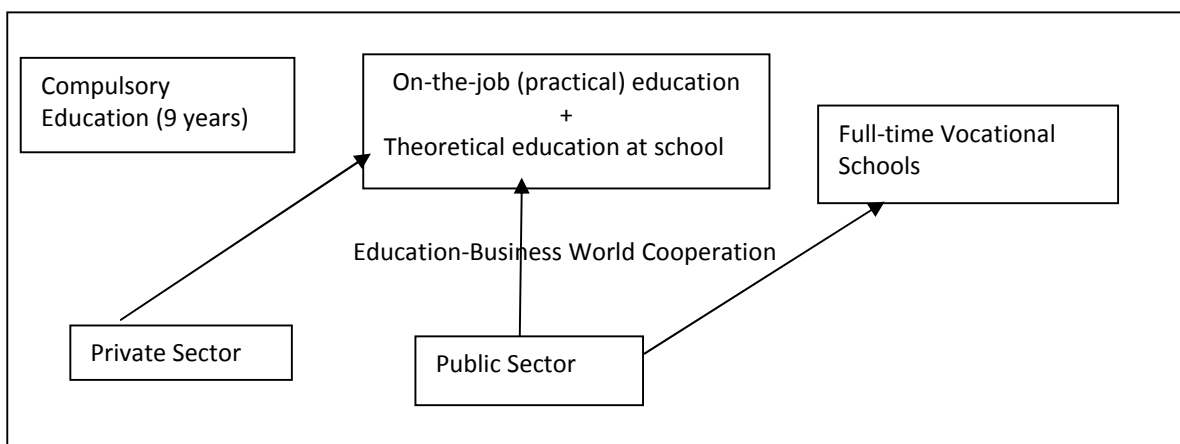 Compulsory
Education (9 years)
On-the-job (practical) education
+
Theoretical education at school
Full-time Vocational
Schools
Education-Business World Cooperation
Private Sector
Public Sector